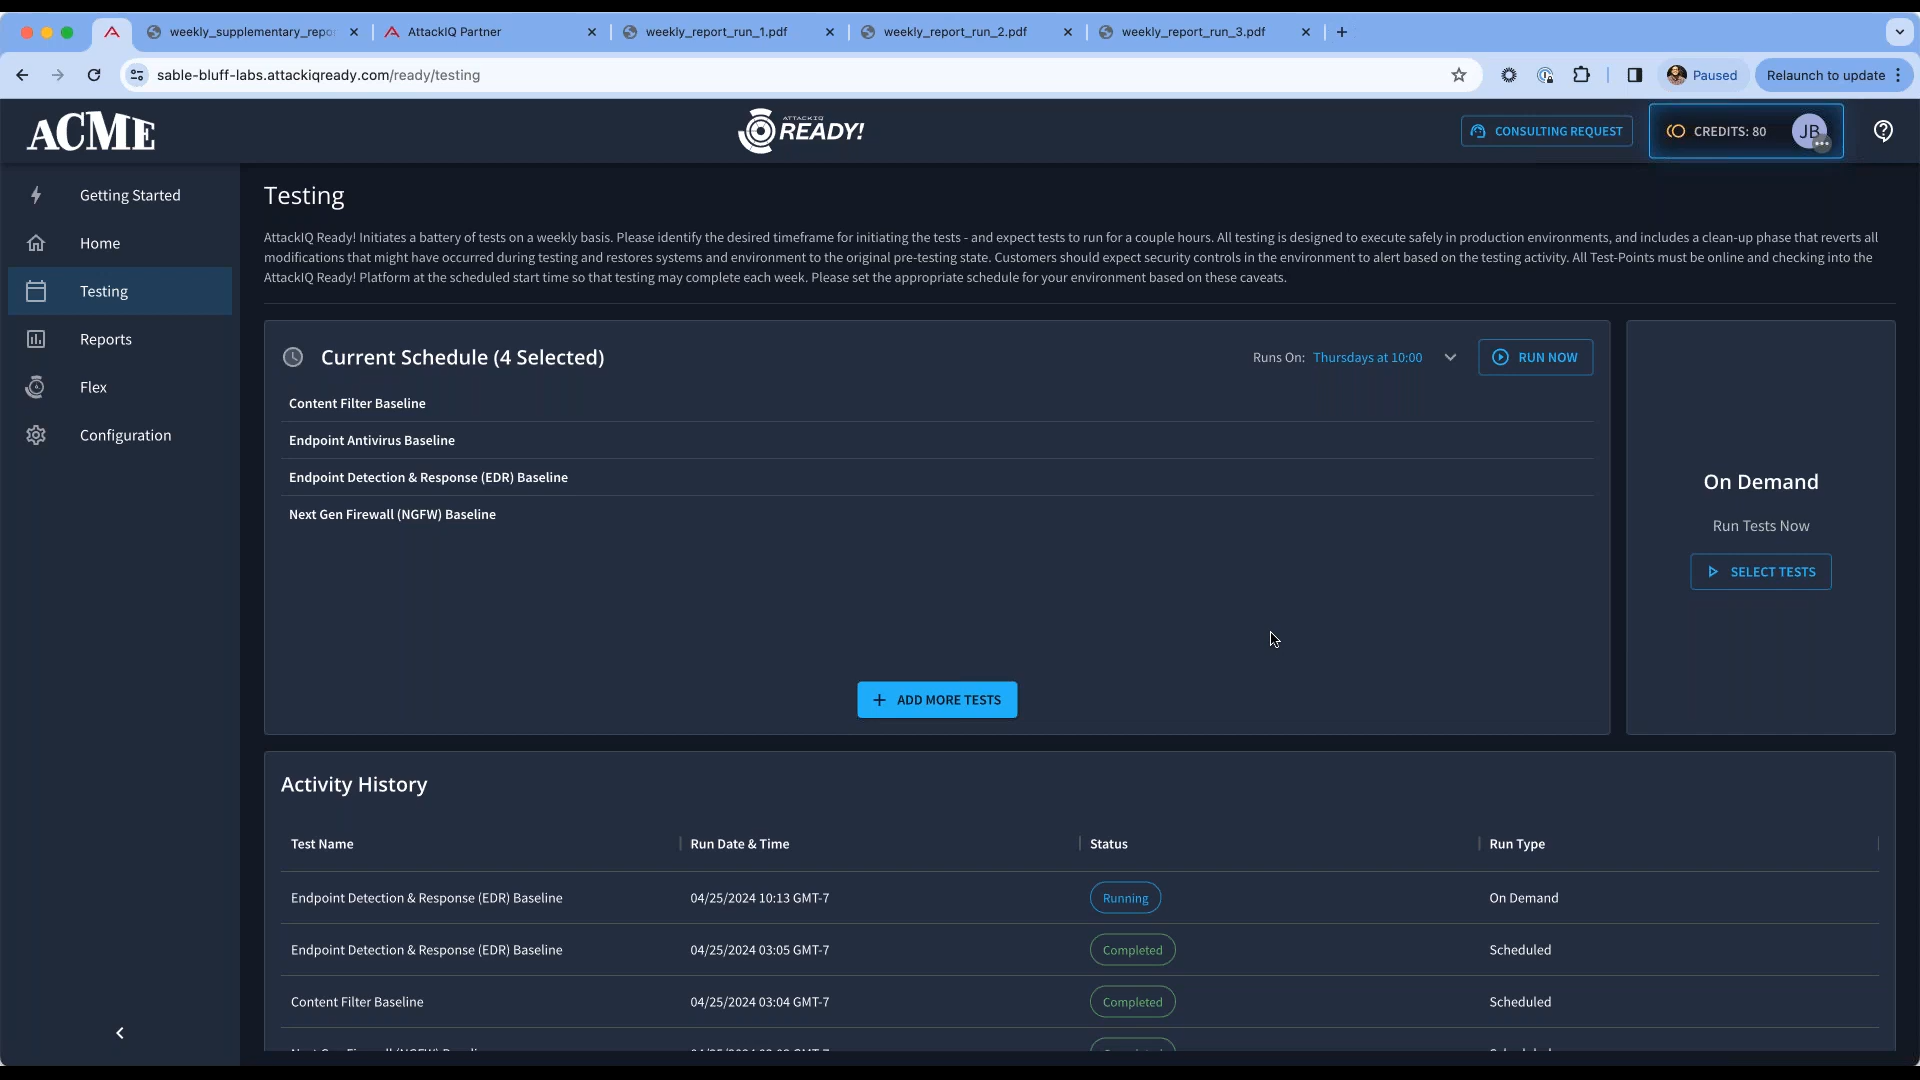 weekly_supplementary_repo
AttackIQ Partner
weekly_report_run_1.pdf
weekly_report_run_2.pdf
weekly_report_run_3.pdf
sable-bluff-labs.attackiqready.com/ready/testing
Paused
Relaunch to update
ACME
ATTACKIQ
READY!
CONSULTING REQUEST
CREDITS: 80
JB
Getting Started
Home
Testing
Reports
Flex
Configuration
Testing
AttackIQ Ready! Initiates a battery of tests on a weekly basis. Please identify the desired timeframe for initiating the tests - and expect tests to run for a couple hours. All testing is designed to execute safely in production environments, and includes a clean-up phase that reverts all
modifications that might have occurred during testing and restores systems and environment to the original pre-testing state. Customers should expect security controls in the environment to alert based on the testing activity. All Test-Points must be online and checking into the
AttackIQ Ready! Platform at the scheduled start time so that testing may complete each week. Please set the appropriate schedule for your environment based on these caveats.
Current Schedule (4 Selected)
Runs On: Thursdays at 10:00
RUN NOW
Content Filter Baseline
Endpoint Antivirus Baseline
Endpoint Detection & Response (EDR) Baseline
Next Gen Firewall (NGFW) Baseline
ADD MORE TESTS
On Demand
Run Tests Now
SELECT TESTS
Activity History
Test Name Run Date & Time Status Run Type
Endpoint Detection & Response (EDR) Baseline 04/25/2024 10:13 GMT-7 Running On Demand
Endpoint Detection & Response (EDR) Baseline 04/25/2024 03:05 GMT-7 Completed Scheduled
Content Filter Baseline 04/25/2024 03:04 GMT-7 Completed Scheduled